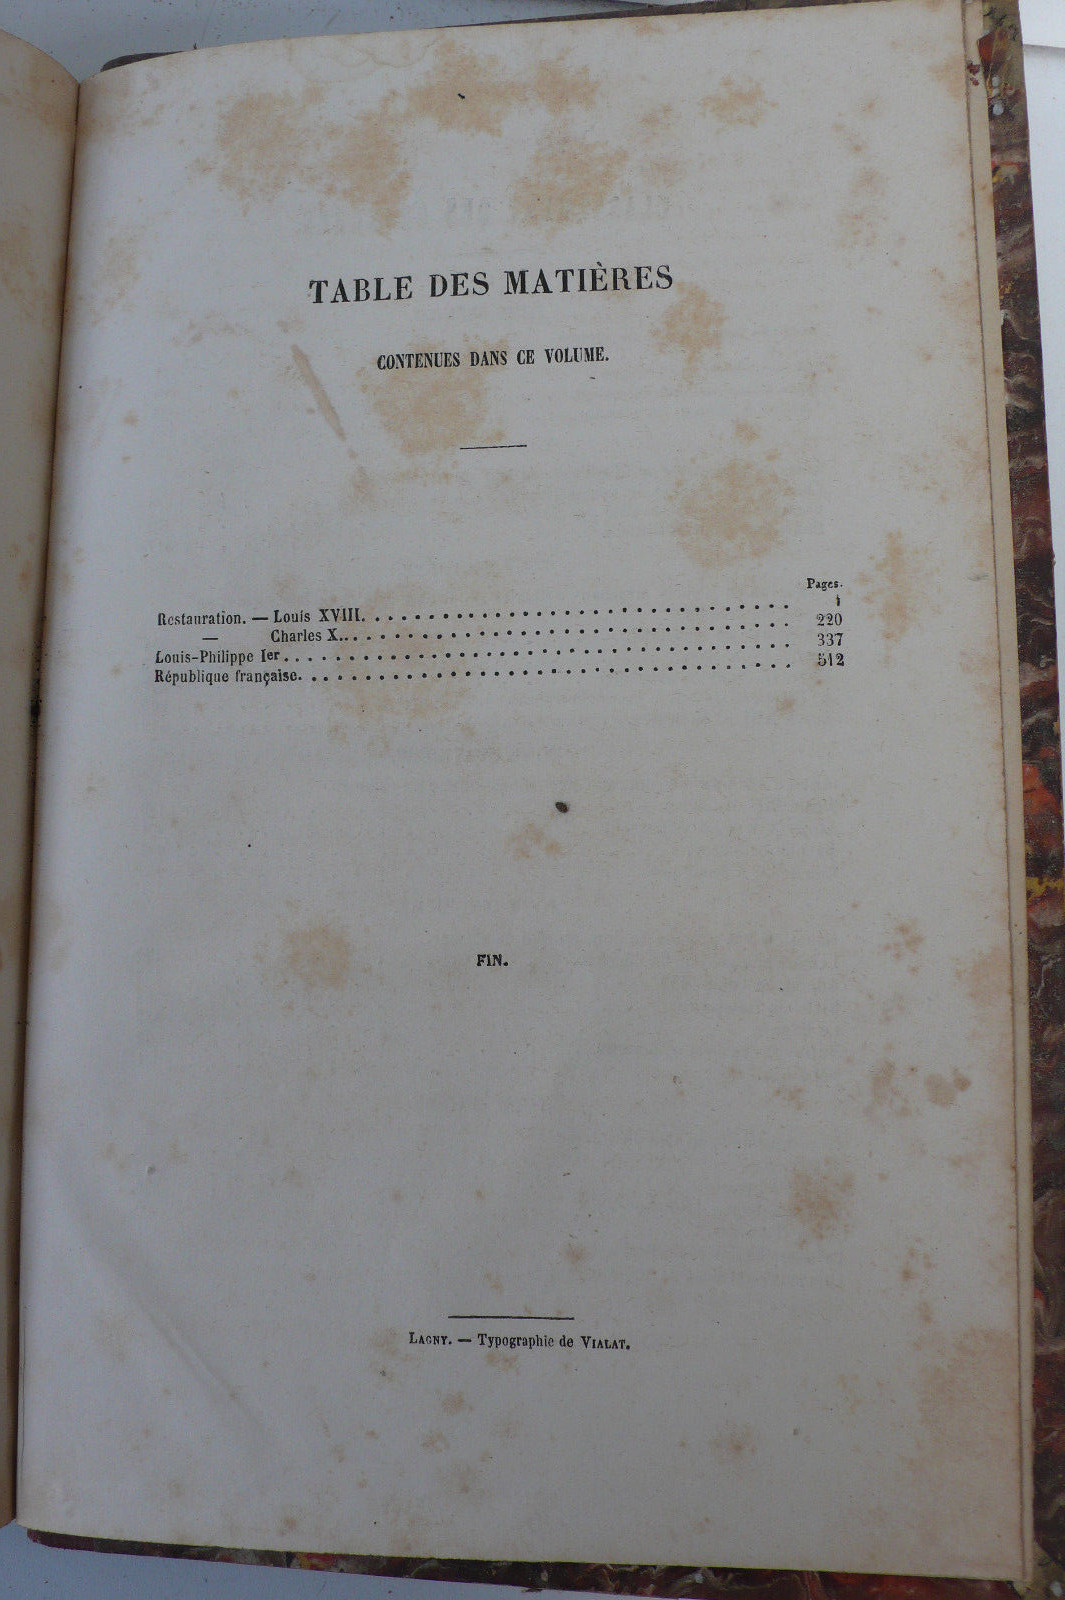 TABLE DES MATIÈRES
CONTENUES DANS CE VOLUME.
Pages.
Restauration. — Louis XVIII. . . . . . . . . . . . . . . . . . . . . . . . . . . . . . . . . 1
— Charles X. . . . . . . . . . . . . . . . . . . . . . . . . . . . . . . . . . . 220
Louis-Philippe Ier . . . . . . . . . . . . . . . . . . . . . . . . . . . . . . . . . . . . . . 337
République française. . . . . . . . . . . . . . . . . . . . . . . . . . . . . . . . . . . . . 512
FIN.
LAGNY. — Typographie de VIALAT.